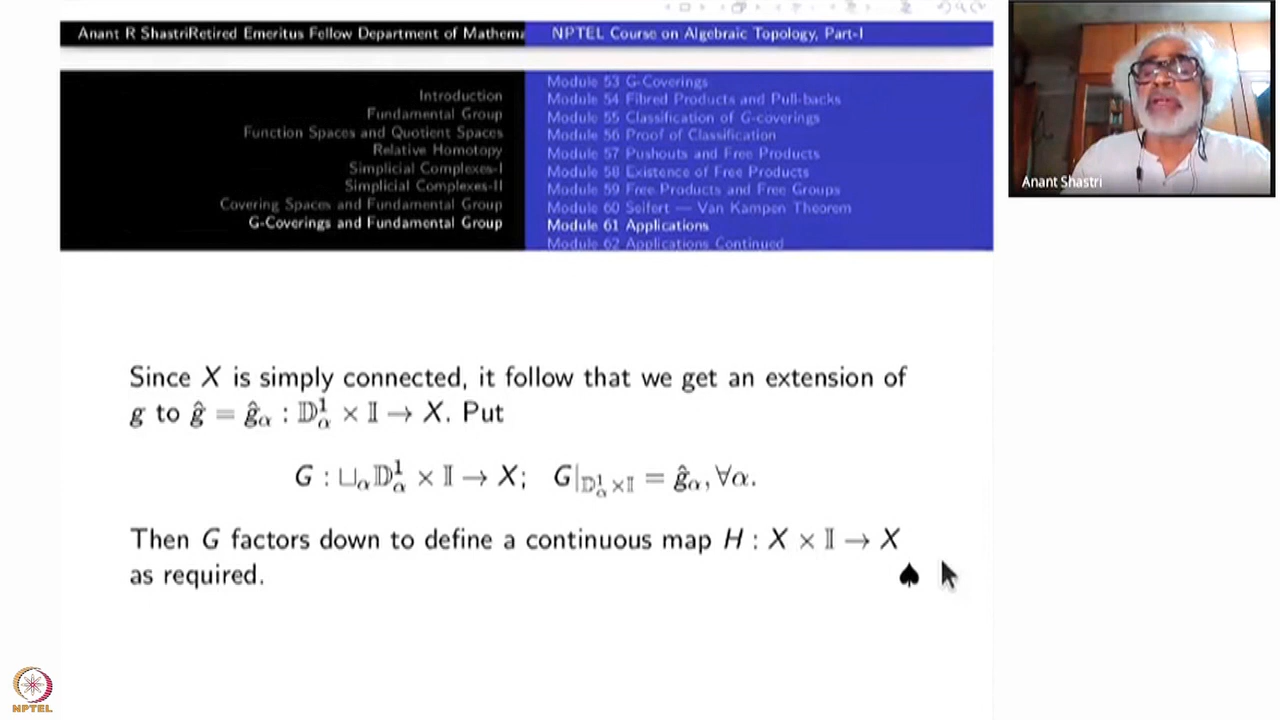 Anant R ShastriRetired Emeritus Fellow Department of Mathema
NPTEL Course on Algebraic Topology, Part-I
Introduction
Fundamental Group
Function Spaces and Quotient Spaces
Relative Homotopy
Simplicial Complexes-I
Simplicial Complexes-II
Covering Spaces and Fundamental Group
G-Coverings and Fundamental Group
Module 53 G-Coverings
Module 54 Fibred Products and Pull-backs
Module 55 Classification of G-coverings
Module 56 Proof of Classification
Module 57 Pushouts and Free Products
Module 58 Existence of Free Products
Module 59 Free Products and Free Groups
Module 60 Seifert — Van Kampen Theorem
Module 61 Applications
Module 62 Applications Continued
Anant Shastri
Since X is simply connected, it follow that we get an extension of
g to ĝ = ĝ_α : 𝔻¹_α × 𝕀 → X. Put
G : ⊔_α 𝔻¹_α × 𝕀 → X; G|_{𝔻¹_α×𝕀} = ĝ_α, ∀α.
Then G factors down to define a continuous map H : X × 𝕀 → X
as required. ♠
NPTEL